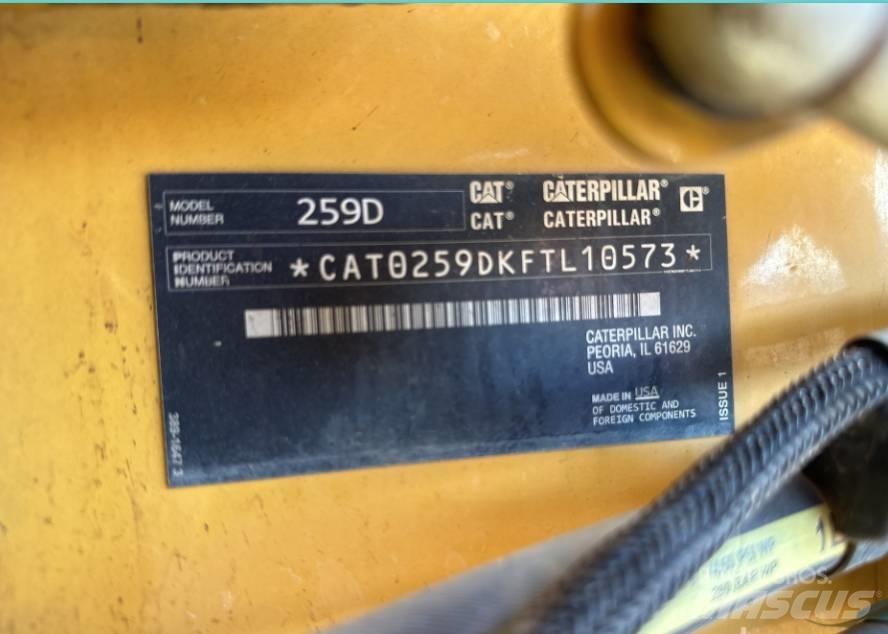 MODEL
NUMBER
259D
CAT® CATERPILLAR®
CAT® CATERPILLAR®
PRODUCT
IDENTIFICATION
NUMBER
*CAT0259DKFTL10573*
CATERPILLAR INC.
PEORIA, IL 61629
USA
MADE IN USA
OF DOMESTIC AND
FOREIGN COMPONENTS
ISSUE 1